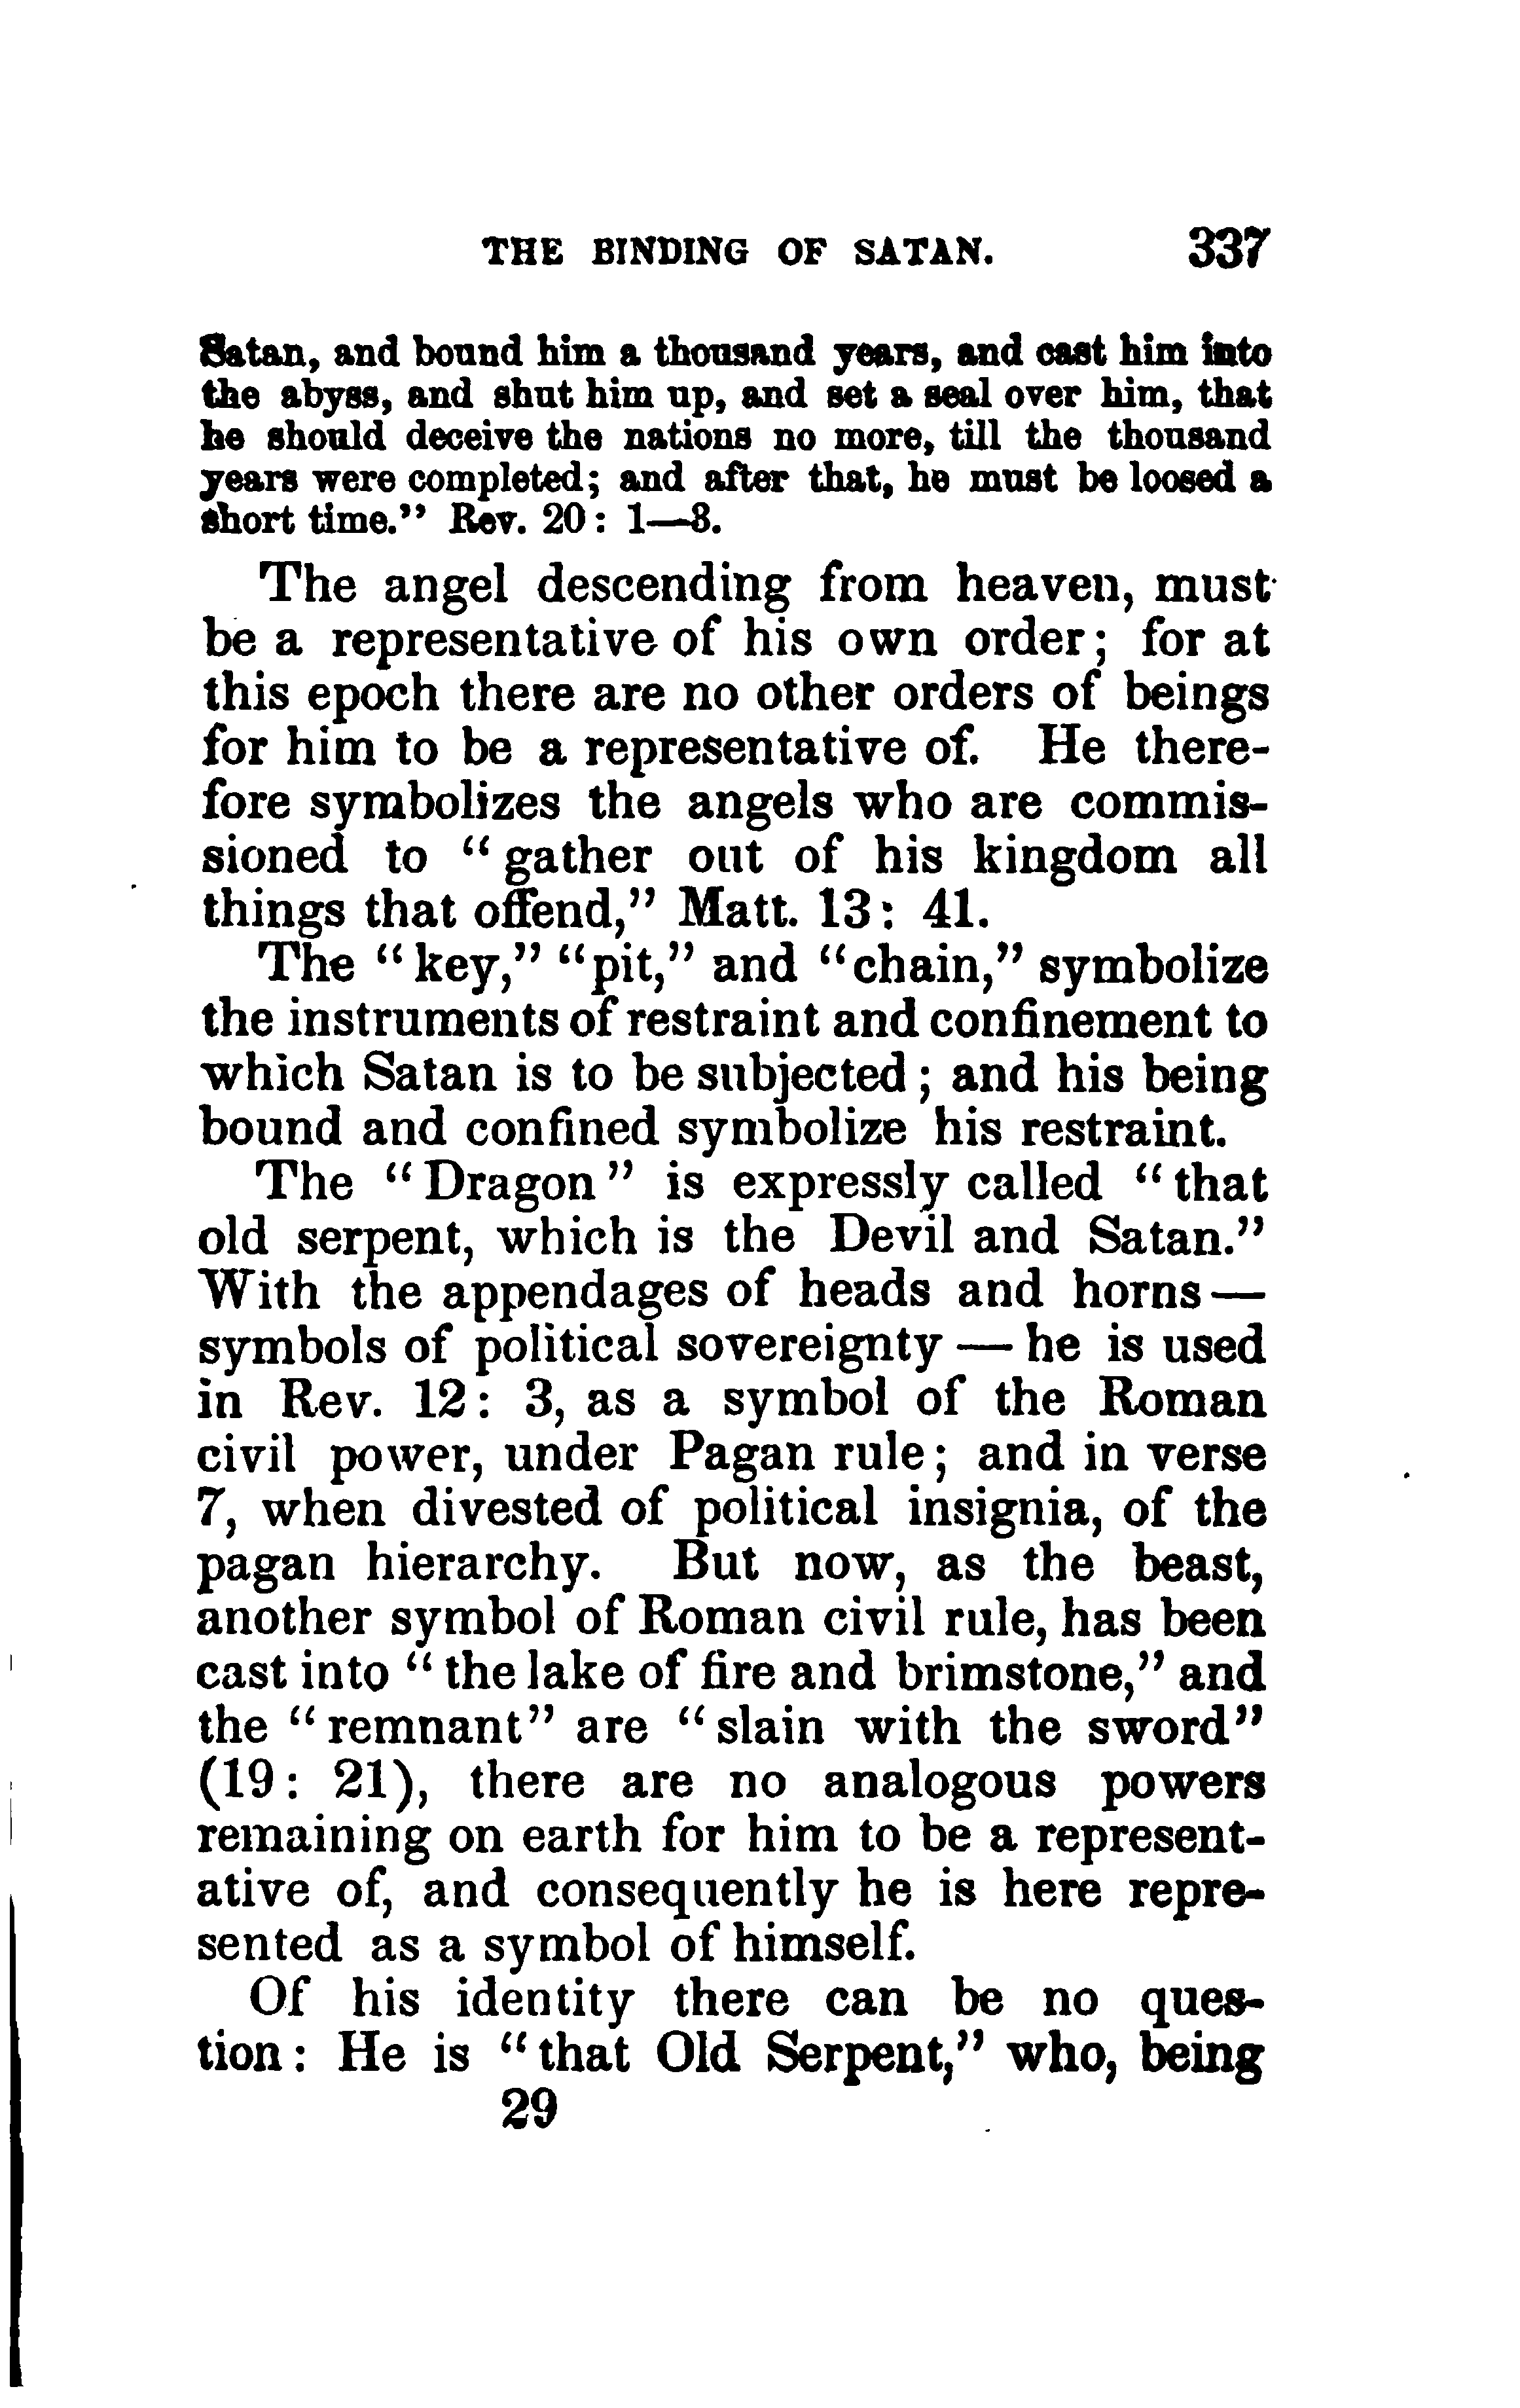 THE BINDING OF SATAN. 337
Satan, and bound him a thousand years, and cast him into
the abyss, and shut him up, and set a seal over him, that
he should deceive the nations no more, till the thousand
years were completed; and after that, he must be loosed a
short time.” Rev. 20: 1—3.
The angel descending from heaven, must
be a representative of his own order; for at
this epoch there are no other orders of beings
for him to be a representative of. He there-
fore symbolizes the angels who are commis-
sioned to “gather out of his kingdom all
things that offend,” Matt. 13: 41.
The “key,” “pit,” and “chain,” symbolize
the instruments of restraint and confinement to
which Satan is to be subjected; and his being
bound and confined symbolize his restraint.
The “Dragon” is expressly called “that
old serpent, which is the Devil and Satan.”
With the appendages of heads and horns—
symbols of political sovereignty—he is used
in Rev. 12: 3, as a symbol of the Roman
civil power, under Pagan rule; and in verse
7, when divested of political insignia, of the
pagan hierarchy. But now, as the beast,
another symbol of Roman civil rule, has been
cast into “the lake of fire and brimstone,” and
the “remnant” are “slain with the sword”
(19: 21), there are no analogous powers
remaining on earth for him to be a represent-
ative of, and consequently he is here repre-
sented as a symbol of himself.
Of his identity there can be no ques-
tion: He is “that Old Serpent,” who, being
29